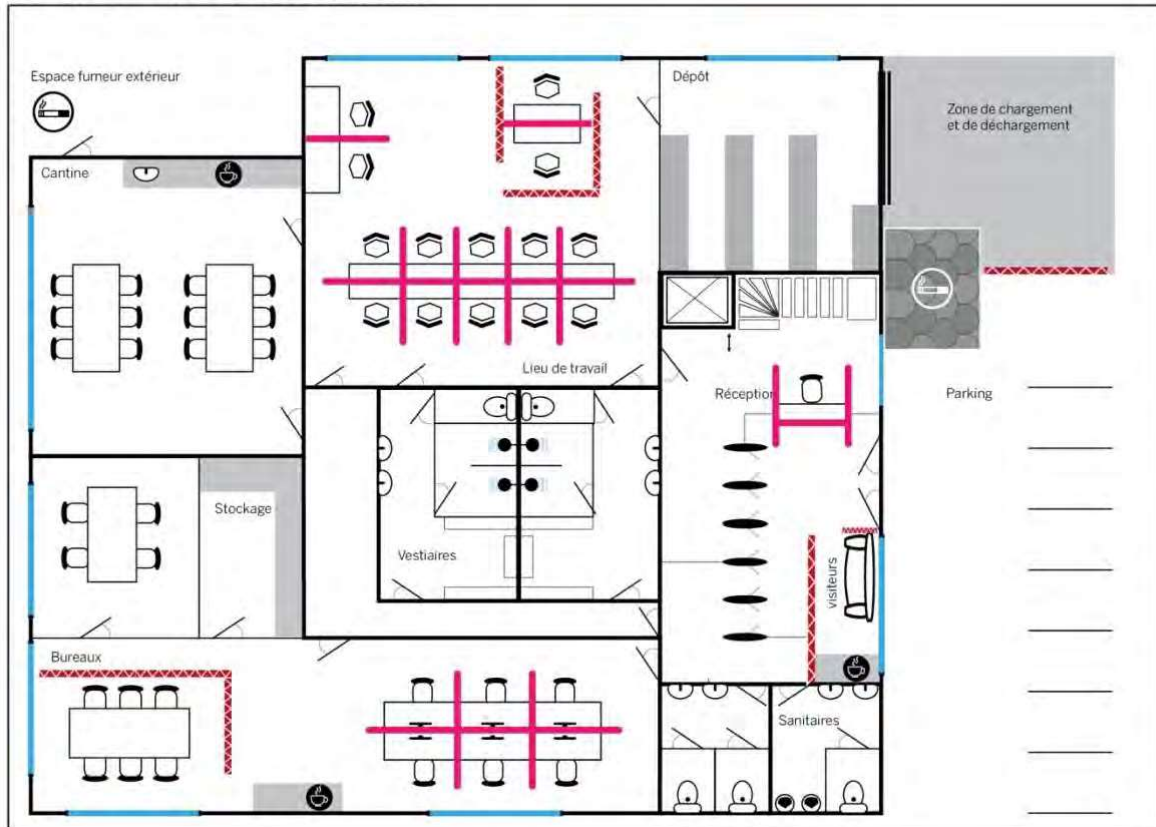 Espace fumeur extérieur
Dépôt
Zone de chargement
et de déchargement
Cantine
Lieu de travail
Réception
Parking
Stockage
Vestiaires
visiteurs
Bureaux
Sanitaires